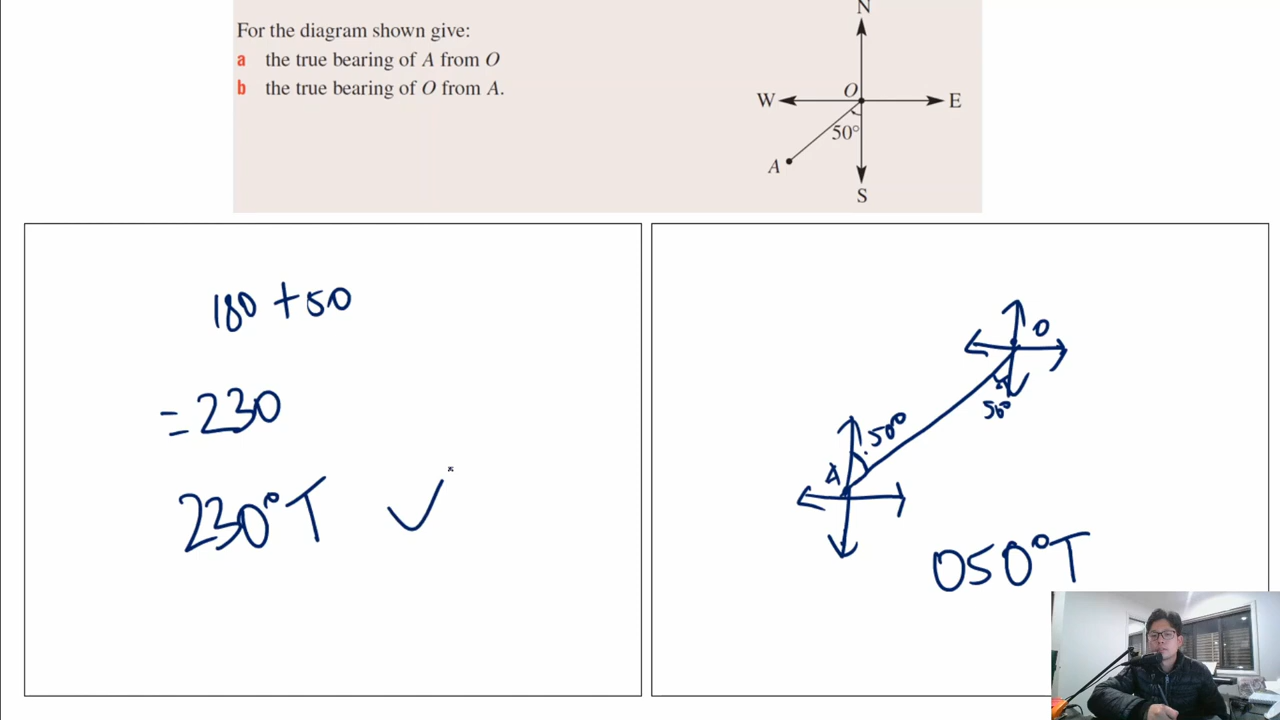 For the diagram shown give:
a the true bearing of A from O
b the true bearing of O from A.
N
W
O
E
50°
A
S
180 + 50
= 230
230°T
O
50°
50°
A
050°T